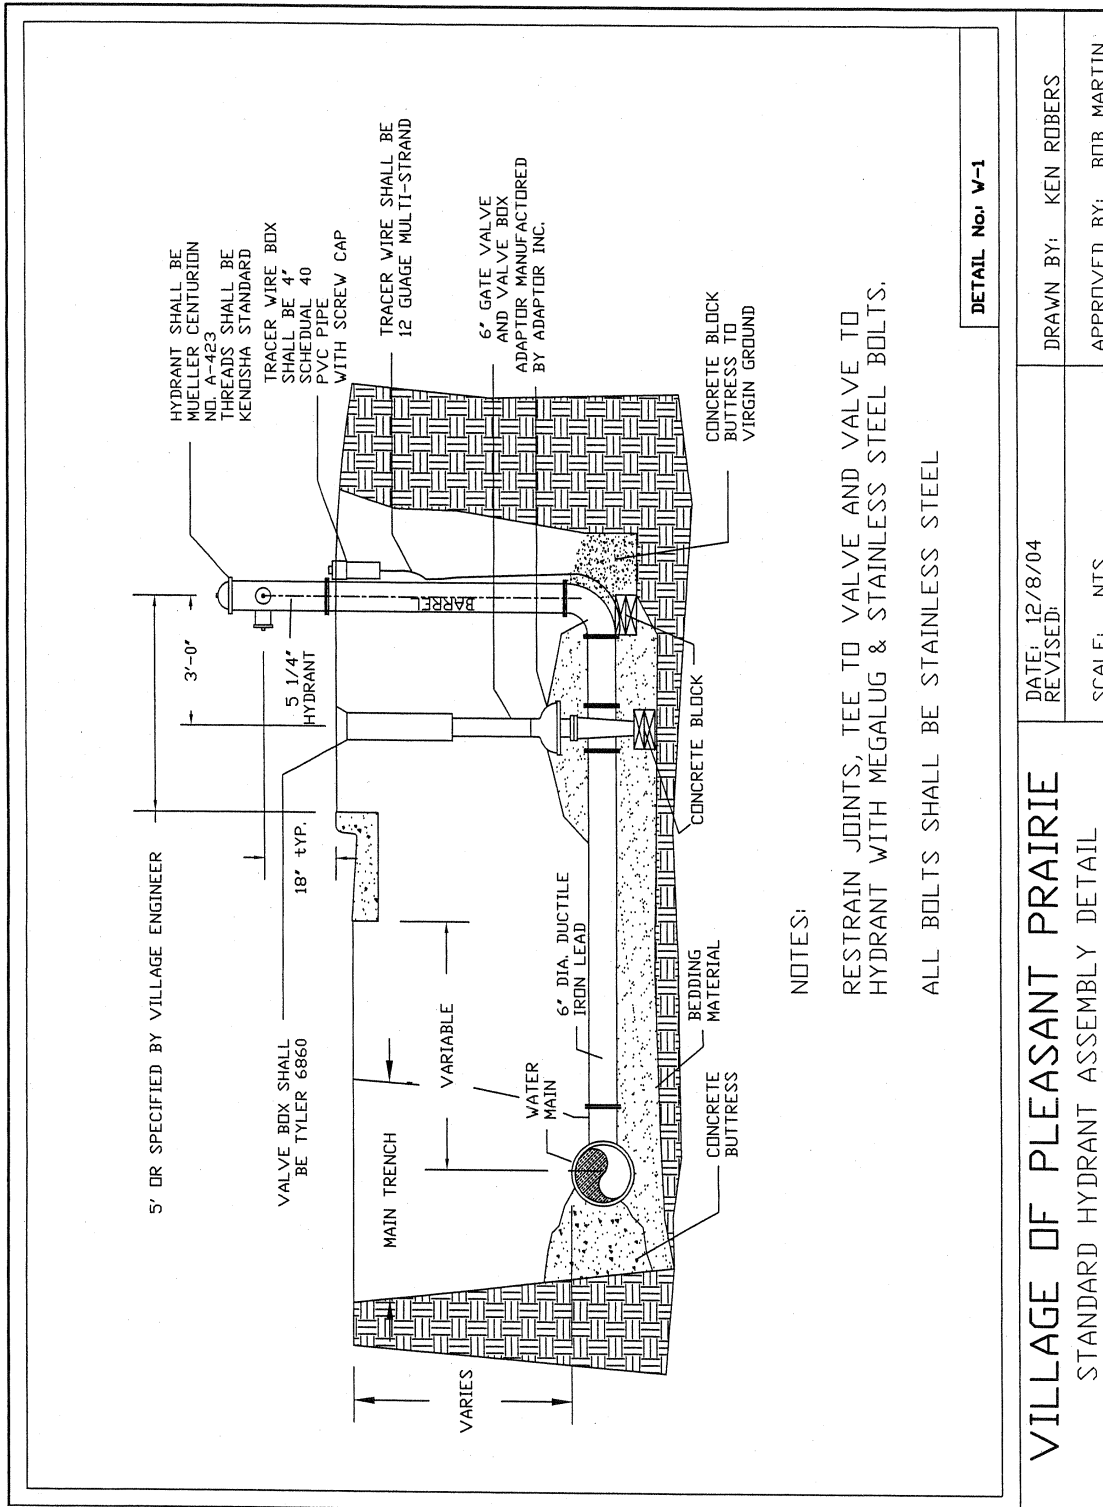 HYDRANT SHALL BE
MUELLER CENTURION
NO. A-423
THREADS SHALL BE
KENOSHA STANDARD
TRACER WIRE BOX
SHALL BE 4"
SCHEDUAL 40
PVC PIPE
WITH SCREW CAP
TRACER WIRE SHALL BE
12 GUAGE MULTI-STRAND
6" GATE VALVE
AND VALVE BOX
ADAPTOR MANUFACTORED
BY ADAPTOR INC.
CONCRETE BLOCK
BUTTRESS TO
VIRGIN GROUND
5' OR SPECIFIED BY VILLAGE ENGINEER
3'-0"
5 1/4"
HYDRANT
BARREL
18" tYP.
VALVE BOX SHALL
BE TYLER 6860
MAIN TRENCH
VARIABLE
VARIES
WATER
MAIN
6" DIA. DUCTILE
IRON LEAD
CONCRETE BLOCK
BEDDING
MATERIAL
CONCRETE
BUTTRESS
NOTES:
RESTRAIN JOINTS, TEE TO VALVE AND VALVE TO
HYDRANT WITH MEGALUG & STAINLESS STEEL BOLTS.
ALL BOLTS SHALL BE STAINLESS STEEL
DETAIL No.: W-1
VILLAGE OF PLEASANT PRAIRIE
STANDARD HYDRANT ASSEMBLY DETAIL
DATE: 12/8/04
REVISED:
SCALE: NTS
DRAWN BY: KEN ROBERS
APPROVED BY: BOB MARTIN